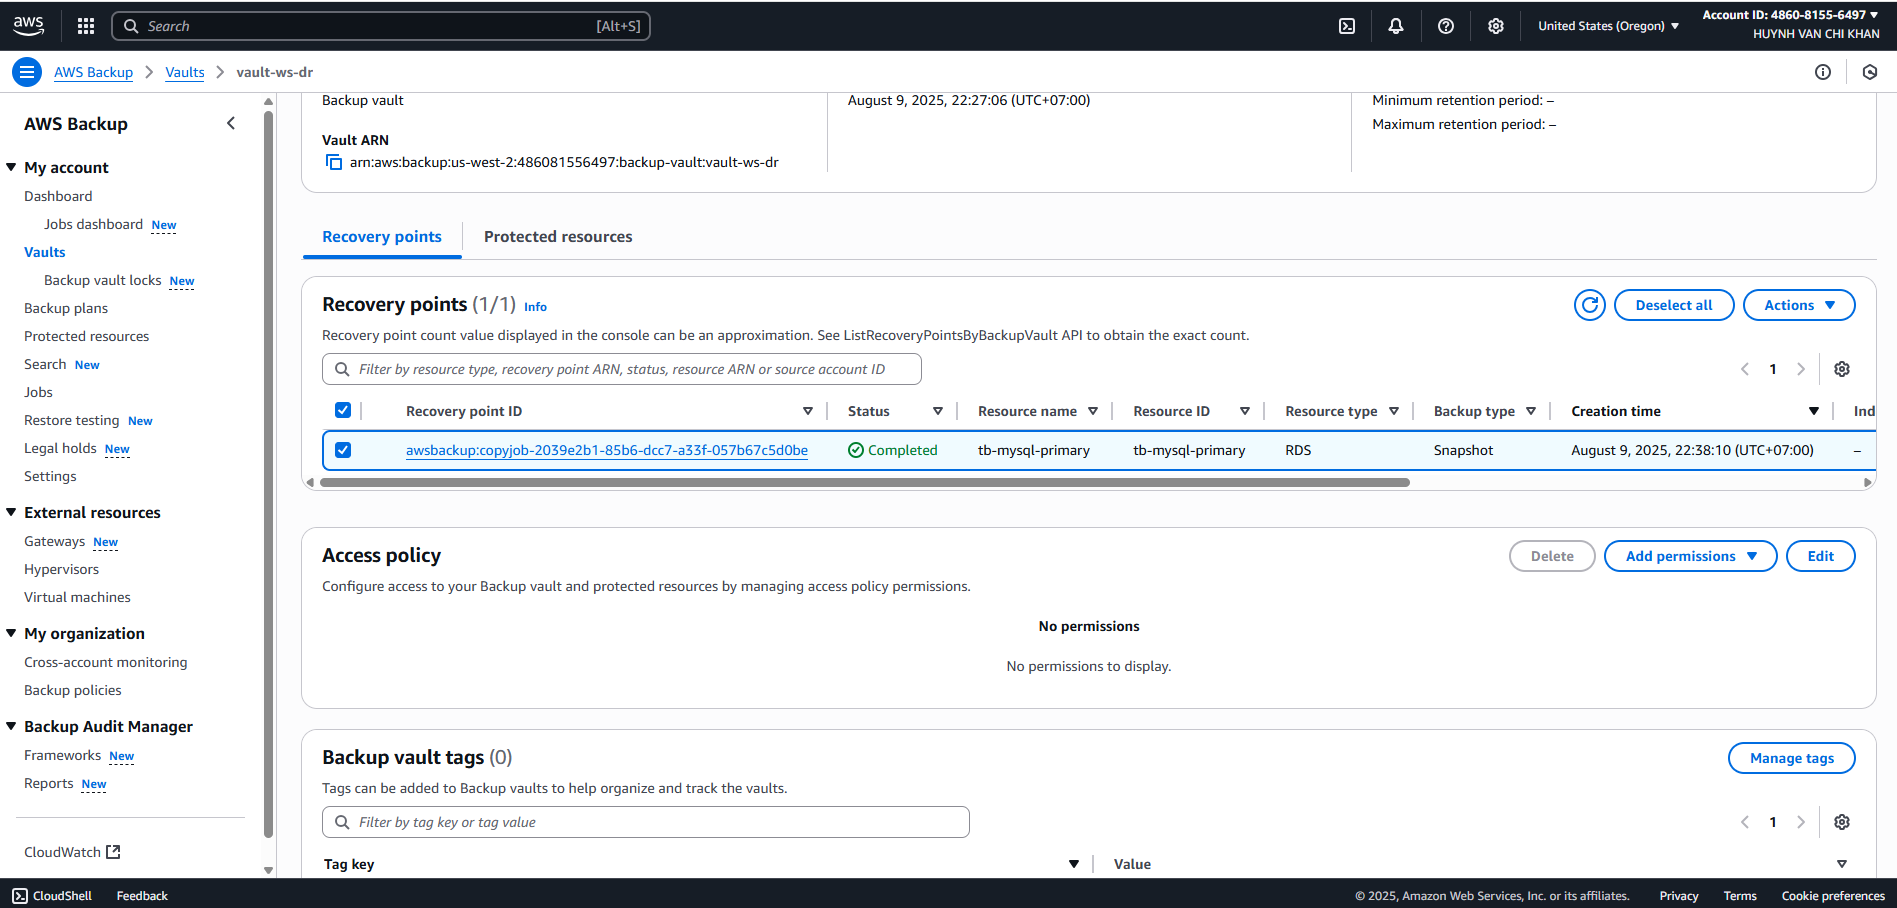 aws
Search [Alt+S]
United States (Oregon)
Account ID: 4860-8155-6497
HUYNH VAN CHI KHAN
AWS Backup
Vaults
vault-ws-dr
AWS Backup
My account
Dashboard
Jobs dashboard New
Vaults
Backup vault locks New
Backup plans
Protected resources
Search New
Jobs
Restore testing New
Legal holds New
Settings
External resources
Gateways New
Hypervisors
Virtual machines
My organization
Cross-account monitoring
Backup policies
Backup Audit Manager
Frameworks New
Reports New
CloudWatch
Backup vault
Vault ARN
arn:aws:backup:us-west-2:486081556497:backup-vault:vault-ws-dr
August 9, 2025, 22:27:06 (UTC+07:00)
Minimum retention period: –
Maximum retention period: –
Recovery points
Protected resources
Recovery points (1/1) Info
Deselect all
Actions
Recovery point count value displayed in the console can be an approximation. See ListRecoveryPointsByBackupVault API to obtain the exact count.
Filter by resource type, recovery point ARN, status, resource ARN or source account ID
1
Recovery point ID Status Resource name Resource ID Resource type Backup type Creation time Ind
awsbackup:copyjob-2039e2b1-85b6-dcc7-a33f-057b67c5d0be Completed tb-mysql-primary tb-mysql-primary RDS Snapshot August 9, 2025, 22:38:10 (UTC+07:00) –
Access policy
Delete
Add permissions
Edit
Configure access to your Backup vault and protected resources by managing access policy permissions.
No permissions
No permissions to display.
Backup vault tags (0)
Manage tags
Tags can be added to Backup vaults to help organize and track the vaults.
Filter by tag key or tag value
1
Tag key Value
CloudShell Feedback
© 2025, Amazon Web Services, Inc. or its affiliates. Privacy Terms Cookie preferences